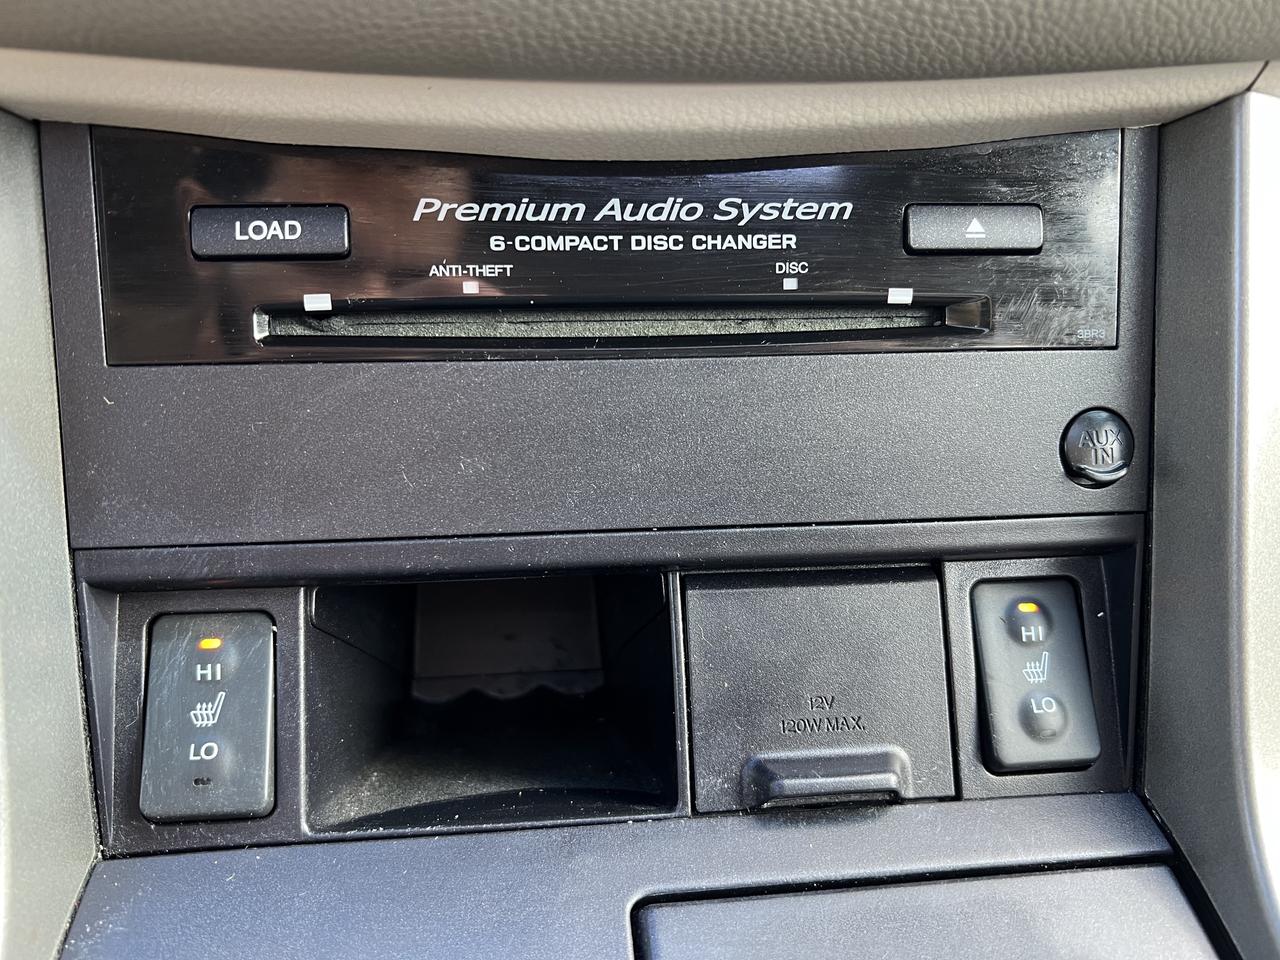 LOAD
Premium Audio System
6-COMPACT DISC CHANGER
ANTI-THEFT
DISC
3BR3
AUX
IN
HI
LO
12V
120W MAX.
HI
LO